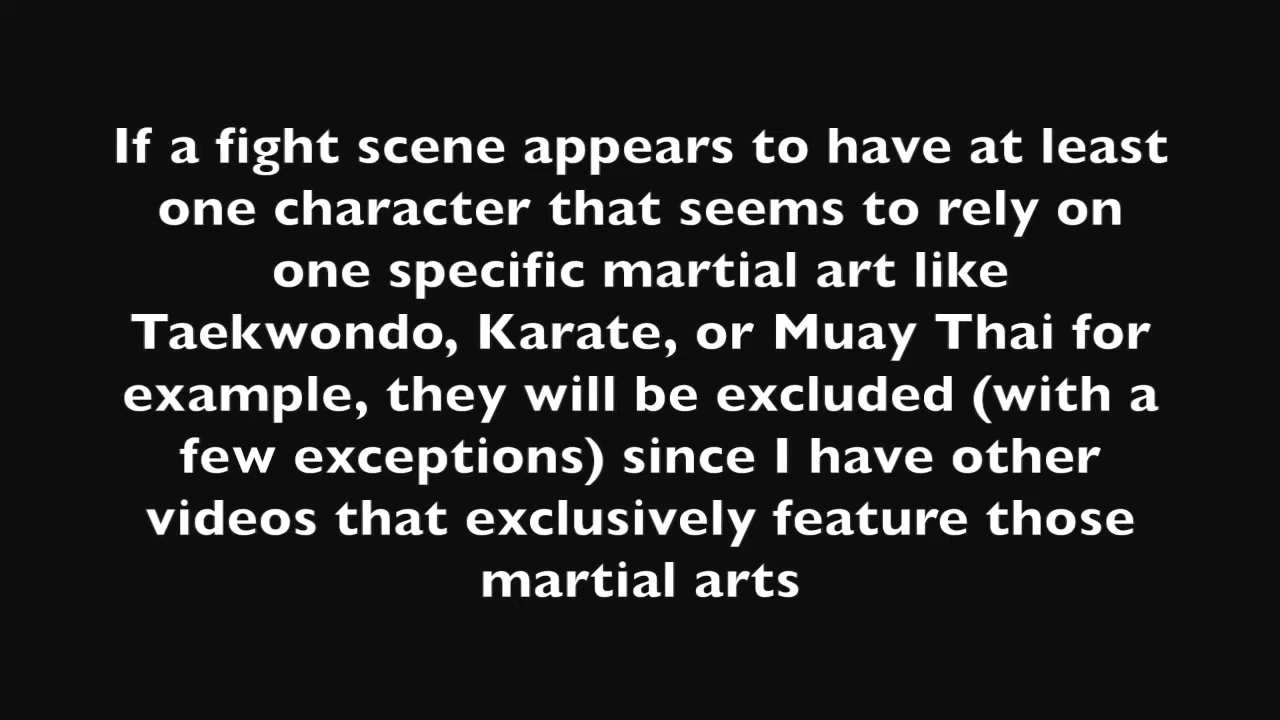 If a fight scene appears to have at least
one character that seems to rely on
one specific martial art like
Taekwondo, Karate, or Muay Thai for
example, they will be excluded (with a
few exceptions) since I have other
videos that exclusively feature those
martial arts